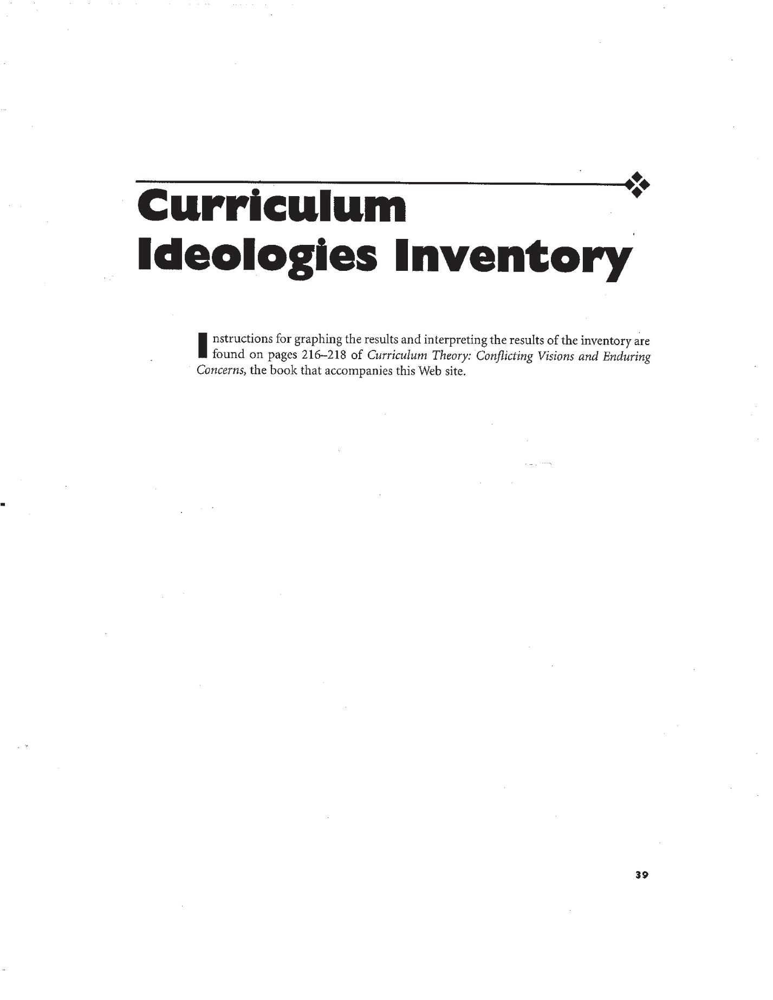 Curriculum
Ideologies Inventory
Instructions for graphing the results and interpreting the results of the inventory are
found on pages 216–218 of Curriculum Theory: Conflicting Visions and Enduring
Concerns, the book that accompanies this Web site.
39